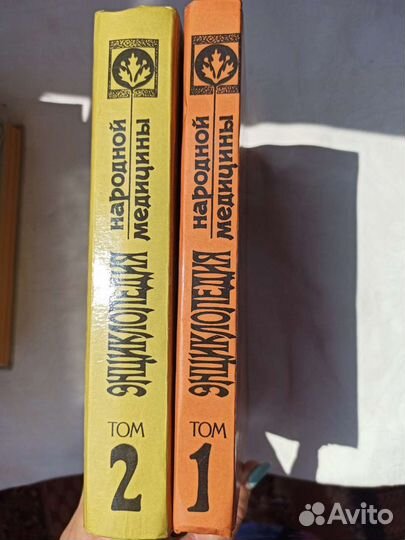 ЭНЦИКЛОПЕДИЯ
народной
медицины
ТОМ
2
ЭНЦИКЛОПЕДИЯ
народной
медицины
ТОМ
1
Avito